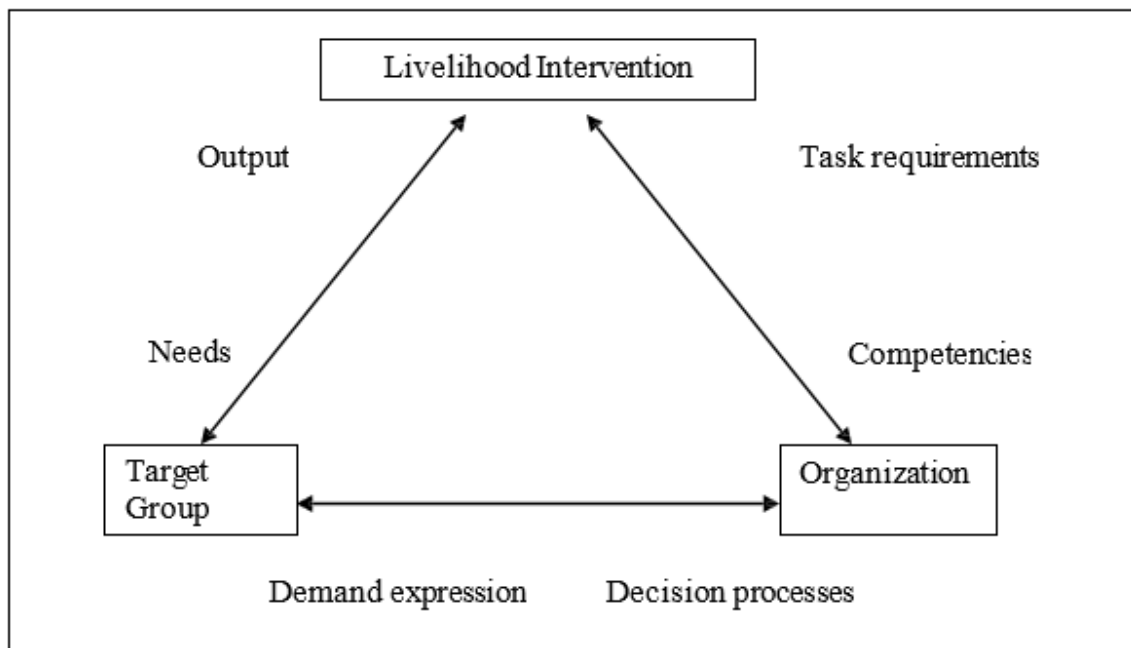 Livelihood Intervention
Output
Task requirements
Needs
Competencies
Target
Group
Organization
Demand expression
Decision processes